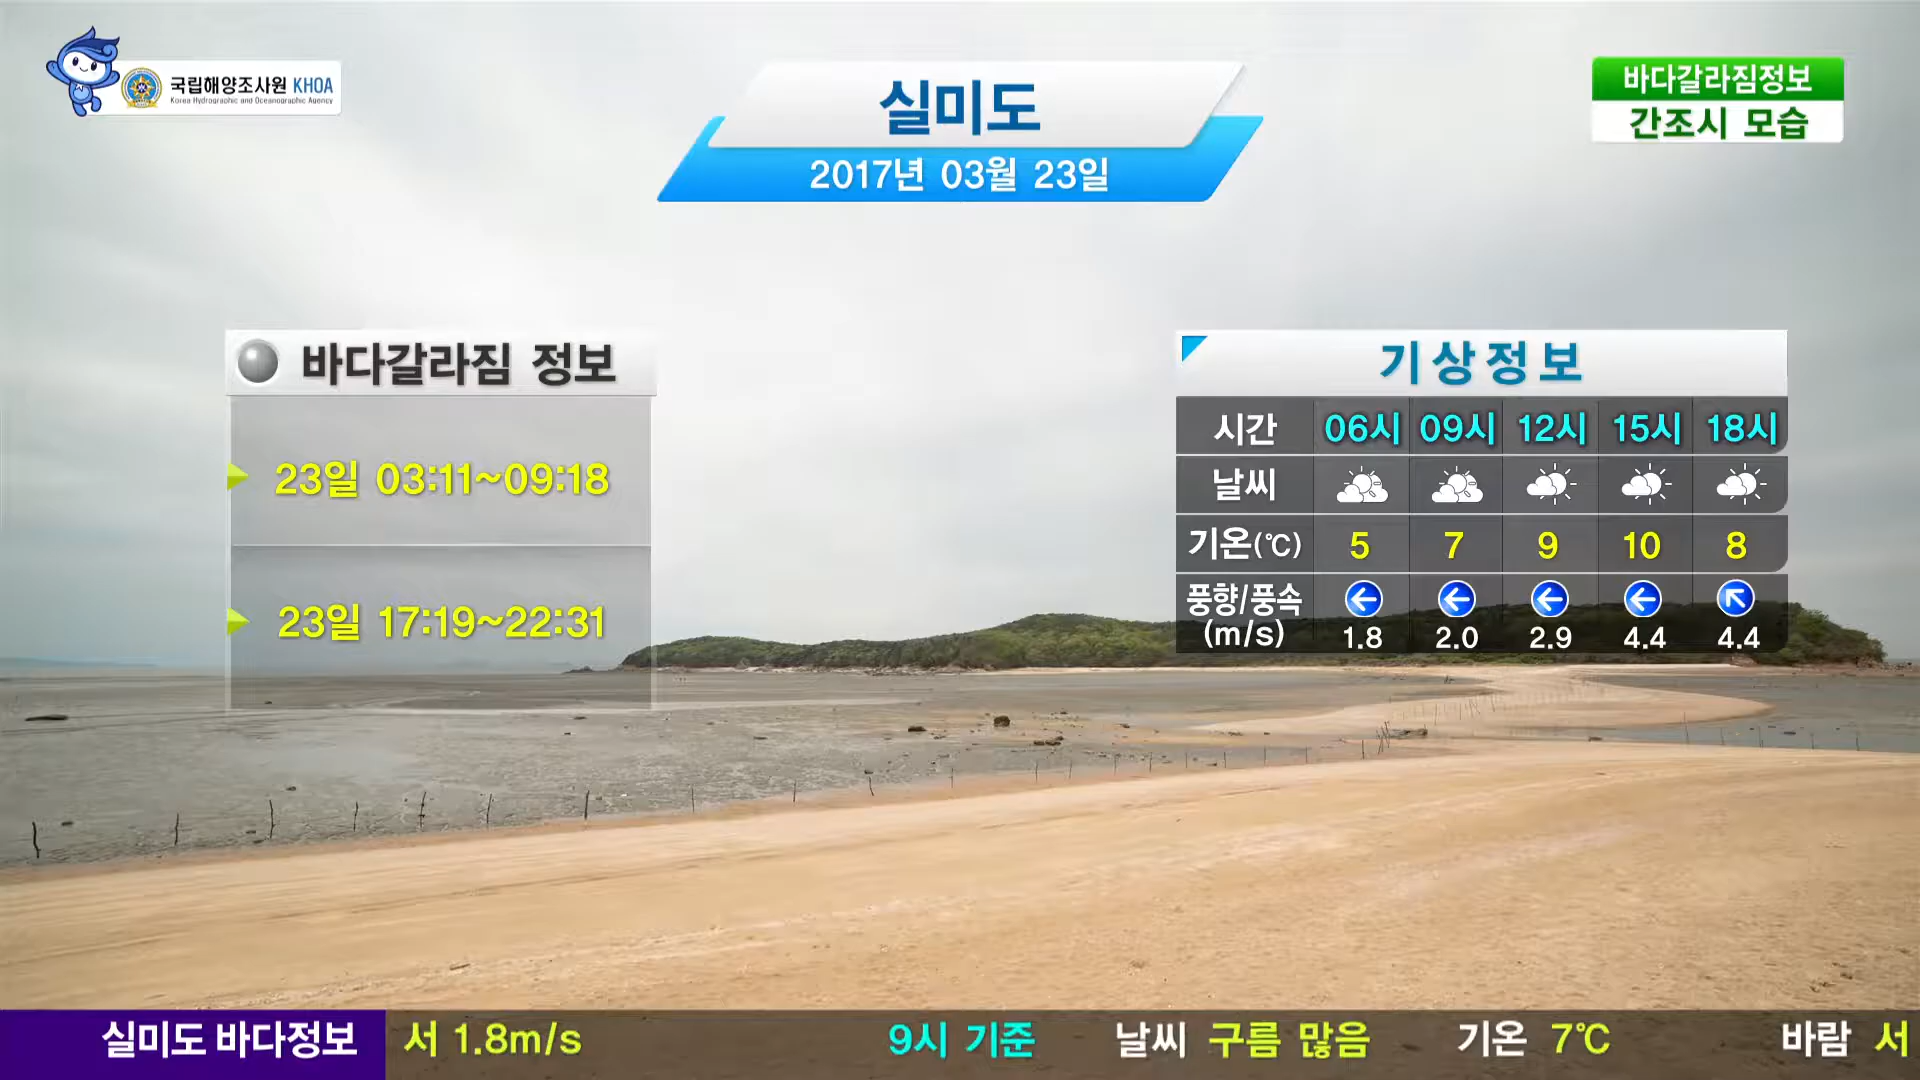 국립해양조사원 KHOA
Korea Hydrographic and Oceanographic Agency
실미도
2017년 03월 23일
바다갈라짐정보
간조시 모습
바다갈라짐 정보
23일 03:11~09:18
23일 17:19~22:31
기상정보
시간 06시 09시 12시 15시 18시
날씨
기온(℃) 5 7 9 10 8
풍향/풍속
(m/s) 1.8 2.0 2.9 4.4 4.4
실미도 바다정보 서 1.8m/s 9시 기준 날씨 구름 많음 기온 7℃ 바람 서